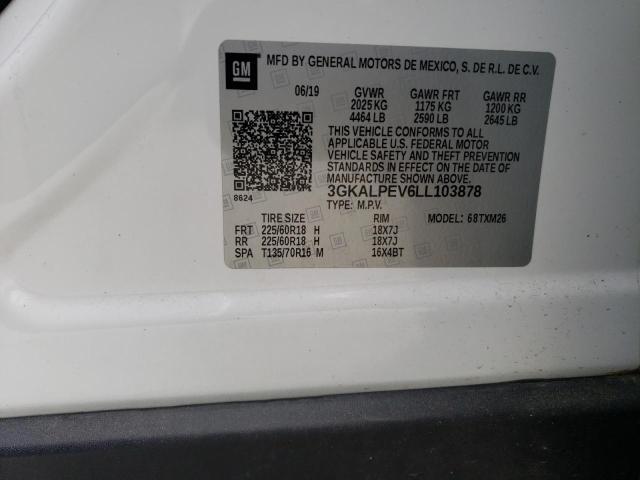 GM
MFD BY GENERAL MOTORS DE MEXICO, S. DE R.L. DE C.V.
06/19 GVWR GAWR FRT GAWR RR
2025 KG 1175 KG 1200 KG
4464 LB 2590 LB 2645 LB
THIS VEHICLE CONFORMS TO ALL
APPLICABLE U.S. FEDERAL MOTOR
VEHICLE SAFETY AND THEFT PREVENTION
STANDARDS IN EFFECT ON THE DATE OF
MANUFACTURE SHOWN ABOVE.
8624
3GKALPEV6LL103878
TYPE: M.P.V.
TIRE SIZE RIM MODEL: 68TXM26
FRT 225/60R18 H 18X7J
RR 225/60R18 H 18X7J
SPA T135/70R16 M 16X4BT